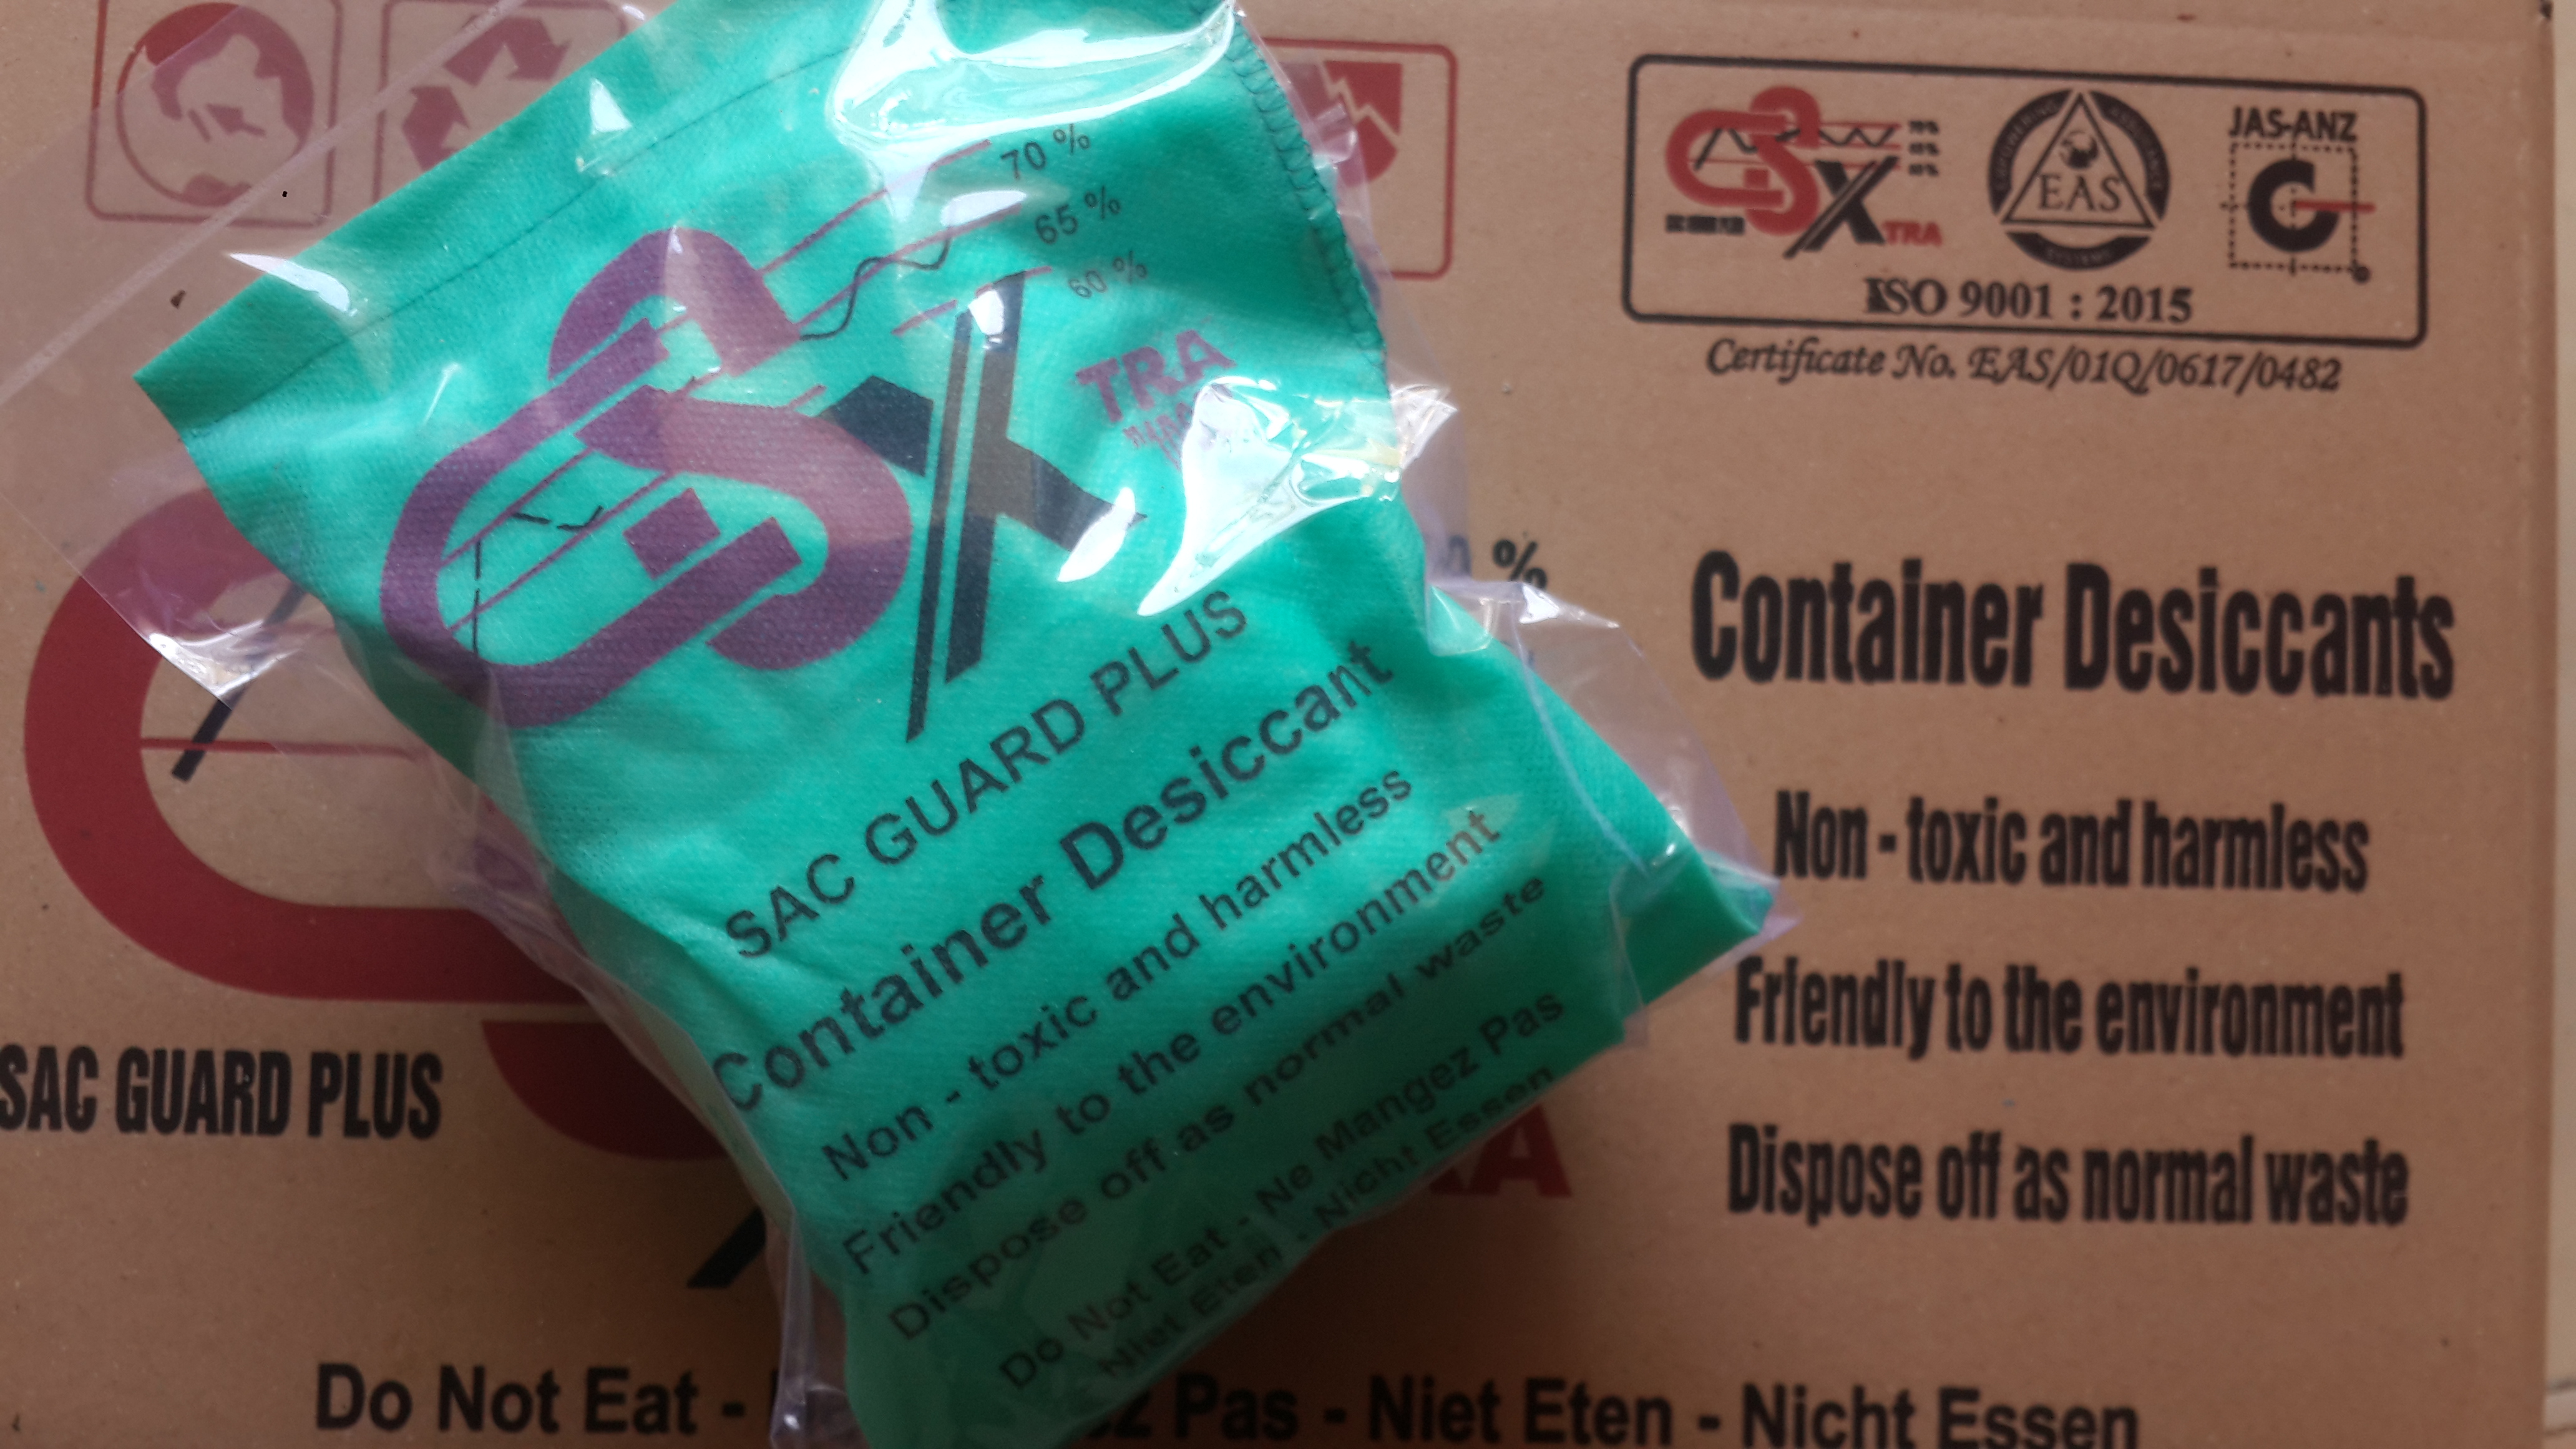 70 %
65 %
60 %
X
TRA
SAC GUARD PLUS
Container Desiccant
Non - toxic and harmless
Friendly to the environment
Dispose off as normal waste
Do Not Eat - Ne Mangez Pas
Niet Eten - Nicht Essen
X
TRA
EAS
JAS-ANZ
ISO 9001 : 2015
Certificate No. EAS/01Q/0617/0482
%
Container Desiccants
Non - toxic and harmless
Friendly to the environment
Dispose off as normal waste
SAC GUARD PLUS
Do Not Eat - Pas - Niet Eten - Nicht Essen